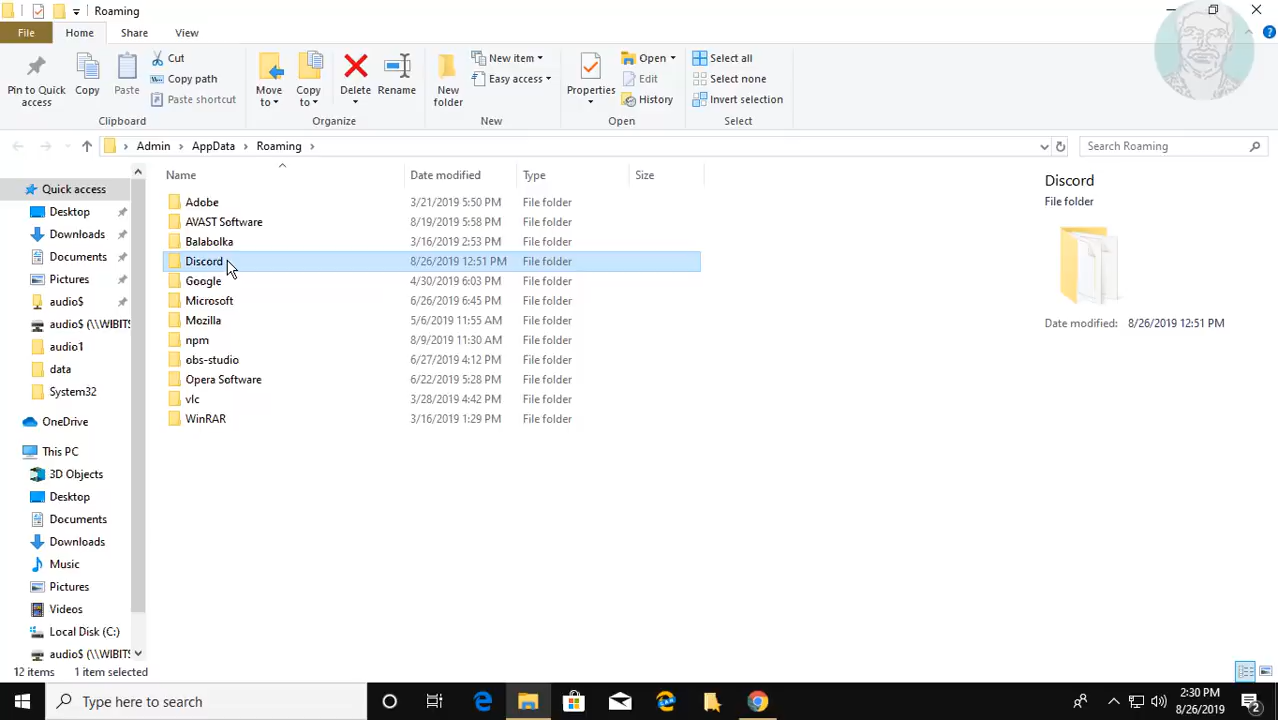 Roaming
File
Home
Share
View
Pin to Quick access
Copy
Paste
Cut
Copy path
Paste shortcut
Clipboard
Move to
Copy to
Delete
Rename
Organize
New folder
New item
Easy access
New
Properties
Open
Edit
History
Open
Select all
Select none
Invert selection
Select
Admin
AppData
Roaming
Search Roaming
Name
Date modified
Type
Size
Adobe 3/21/2019 5:50 PM File folder
AVAST Software 8/19/2019 5:58 PM File folder
Balabolka 3/16/2019 2:53 PM File folder
Discord 8/26/2019 12:51 PM File folder
Google 4/30/2019 6:03 PM File folder
Microsoft 6/26/2019 6:45 PM File folder
Mozilla 5/6/2019 11:55 AM File folder
npm 8/9/2019 11:30 AM File folder
obs-studio 6/27/2019 4:12 PM File folder
Opera Software 6/22/2019 5:28 PM File folder
vlc 3/28/2019 4:42 PM File folder
WinRAR 3/16/2019 1:29 PM File folder
Quick access
Desktop
Downloads
Documents
Pictures
audio$
audio$ (\\WIBITS
audio1
data
System32
OneDrive
This PC
3D Objects
Desktop
Documents
Downloads
Music
Pictures
Videos
Local Disk (C:)
audio$ (\\WIBITS
Discord
File folder
Date modified: 8/26/2019 12:51 PM
12 items
1 item selected
Type here to search
2:30 PM
8/26/2019
2